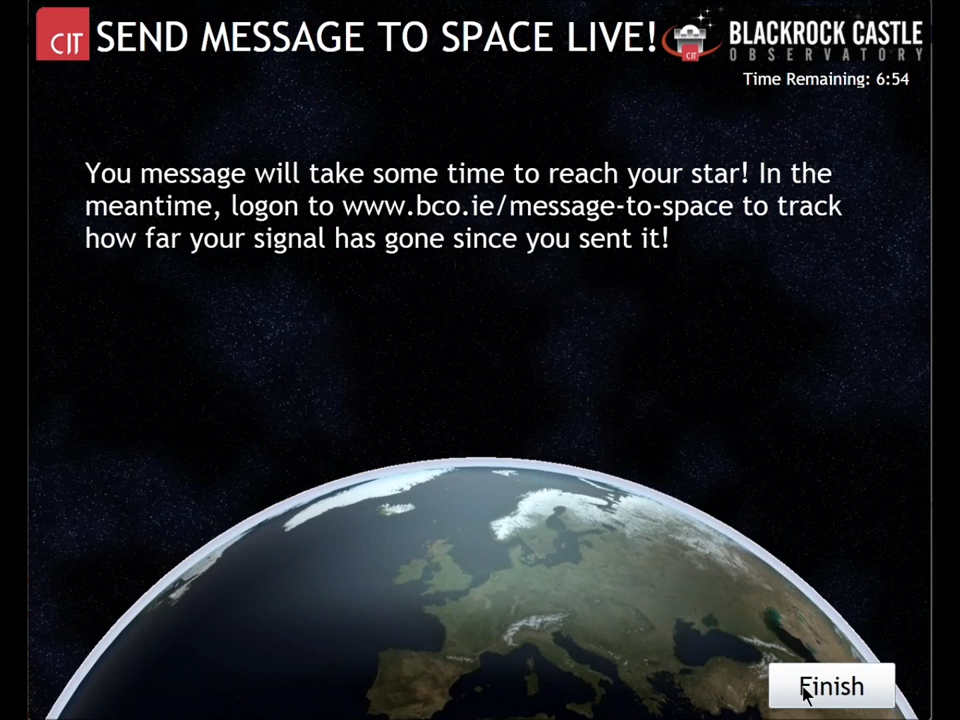 CIT SEND MESSAGE TO SPACE LIVE! CIT BLACKROCK CASTLE
OBSERVATORY
Time Remaining: 6:54
You message will take some time to reach your star! In the
meantime, logon to www.bco.ie/message-to-space to track
how far your signal has gone since you sent it!
Finish